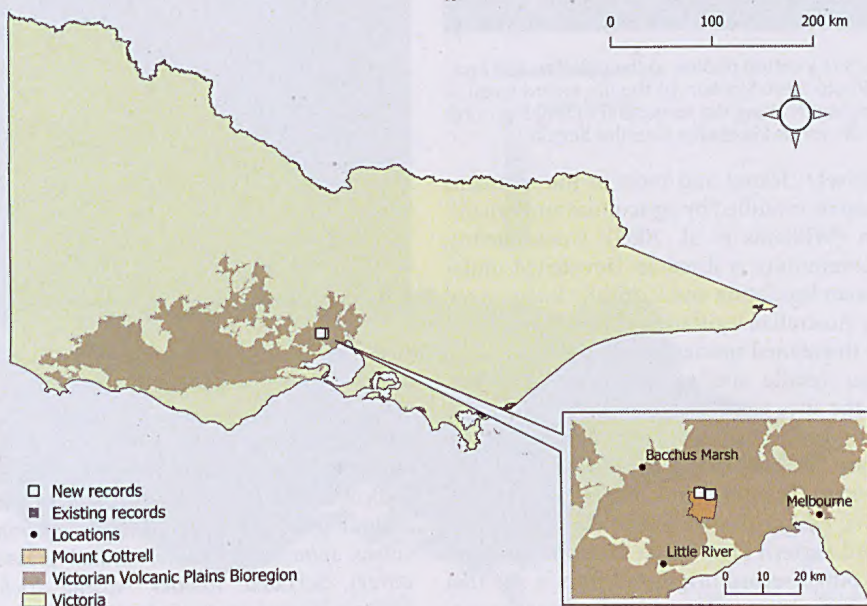 0 100 200 km
New records
Existing records
Locations
Mount Cottrell
Victorian Volcanic Plains Bioregion
Victoria
Bacchus Marsh
Melbourne
Little River
0 10 20 km